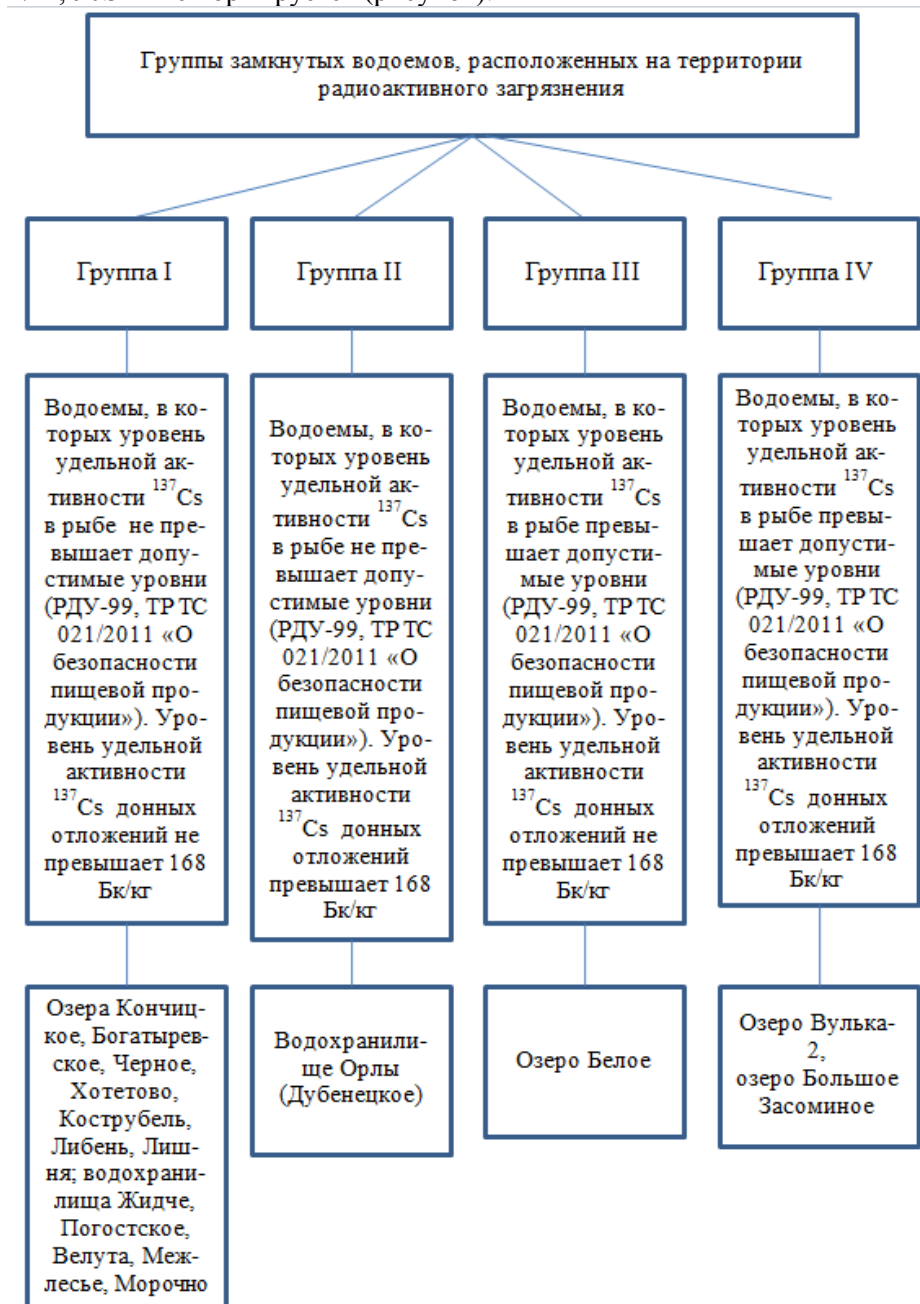 Группы замкнутых водоемов, расположенных на территории
радиоактивного загрязнения
Группа I
Группа II
Группа III
Группа IV
Водоемы, в ко-
торых уровень
удельной ак-
тивности ¹³⁷Cs
в рыбе не пре-
вышает допу-
стимые уровни
(РДУ-99, ТР ТС
021/2011 «О
безопасности
пищевой про-
дукции»). Уро-
вень удельной
активности
¹³⁷Cs донных
отложений не
превышает 168
Бк/кг
Водоемы, в ко-
торых уровень
удельной ак-
тивности ¹³⁷Cs
в рыбе не пре-
вышает допу-
стимые уровни
(РДУ-99, ТР ТС
021/2011 «О
безопасности
пищевой про-
дукции»). Уро-
вень удельной
активности
¹³⁷Cs донных
отложений
превышает 168
Бк/кг
Водоемы, в ко-
торых уровень
удельной ак-
тивности ¹³⁷Cs
в рыбе превы-
шает допусти-
мые уровни
(РДУ-99, ТР ТС
021/2011 «О
безопасности
пищевой про-
дукции»). Уро-
вень удельной
активности
¹³⁷Cs донных
отложений не
превышает 168
Бк/кг
Водоемы, в ко-
торых уровень
удельной ак-
тивности ¹³⁷Cs
в рыбе превы-
шает допусти-
мые уровни
(РДУ-99, ТР ТС
021/2011 «О
безопасности
пищевой про-
дукции»). Уро-
вень удельной
активности
¹³⁷Cs донных
отложений
превышает 168
Бк/кг
Озера Кончиц-
кое, Богатырев-
ское, Черное,
Хотетово,
Кострубель,
Либень, Лиш-
ня; водохрани-
лища Жидче,
Погостское,
Велута, Меж-
лесье, Морочно
Водохранили-
ще Орлы
(Дубенецкое)
Озеро Белое
Озеро Вулька-
2,
озеро Большое
Засоминое